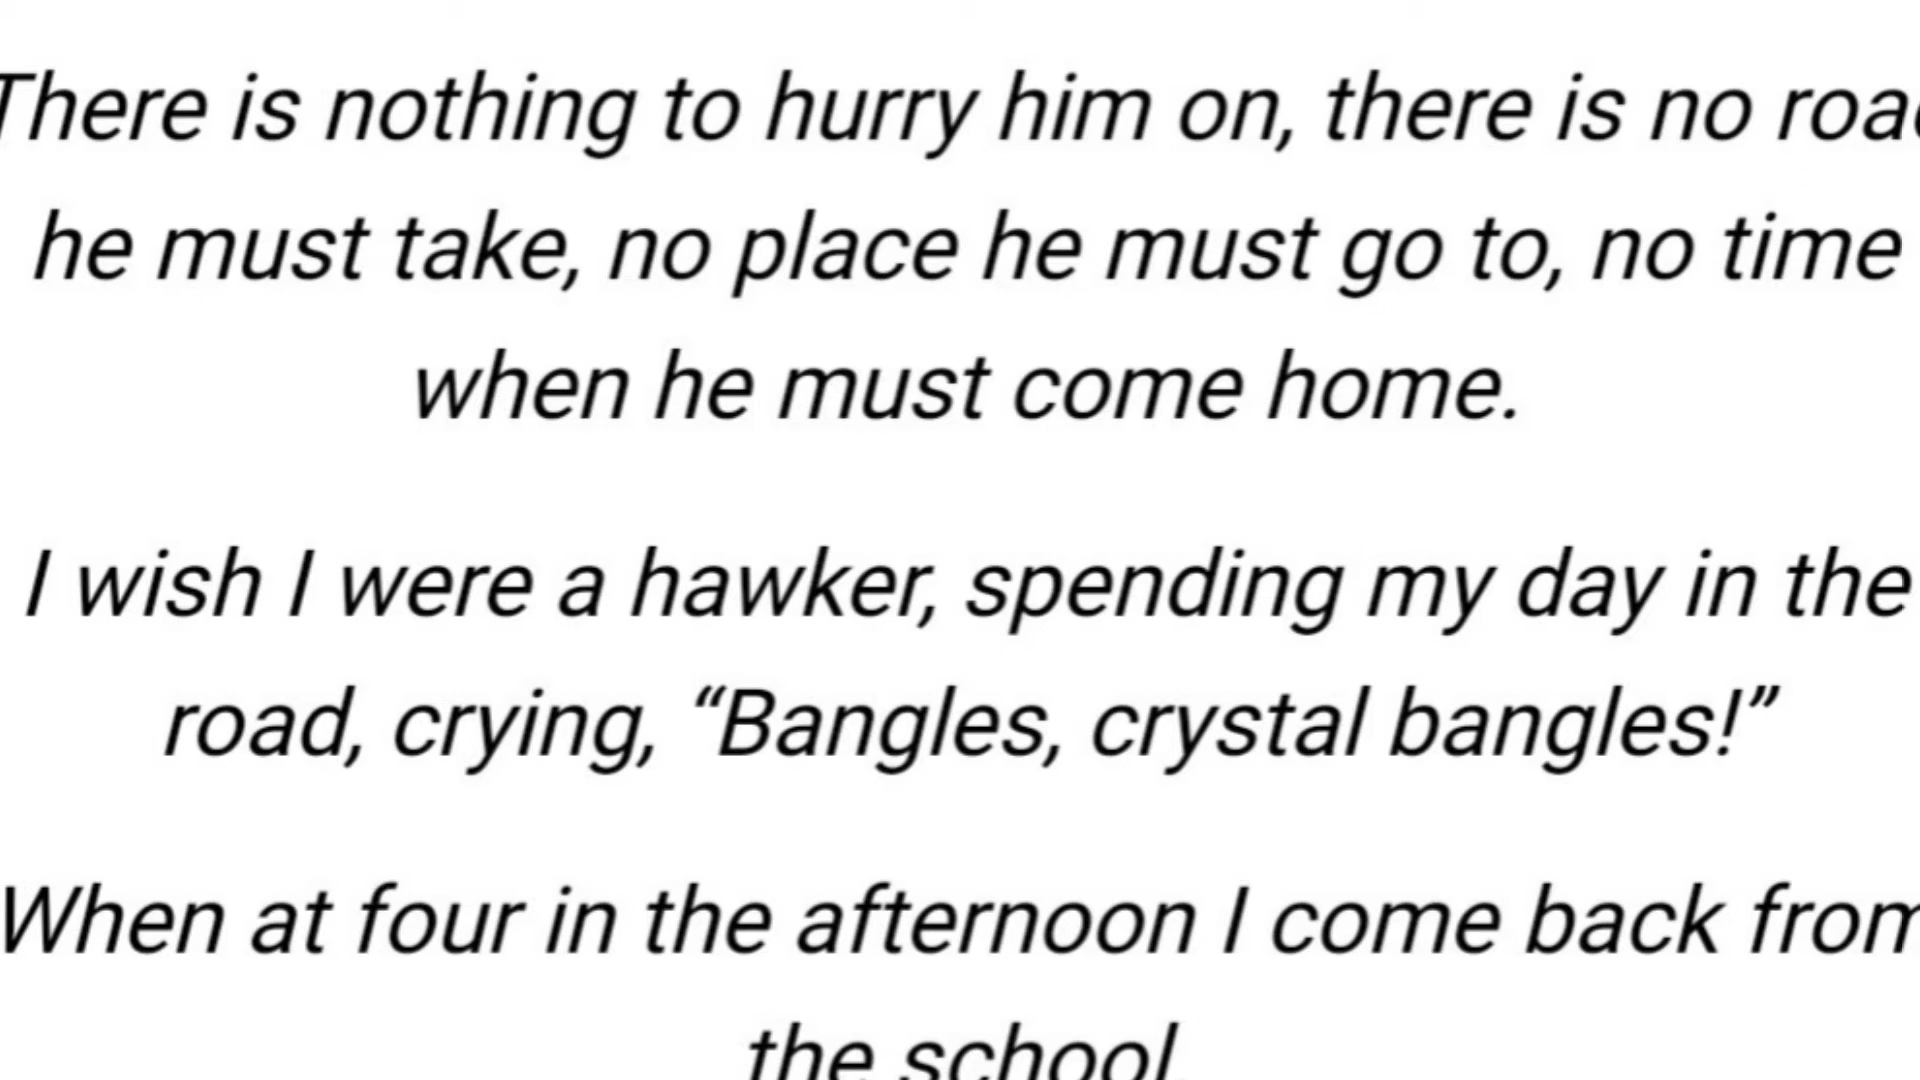 There is nothing to hurry him on, there is no road
he must take, no place he must go to, no time
when he must come home.
I wish I were a hawker, spending my day in the
road, crying, “Bangles, crystal bangles!”
When at four in the afternoon I come back from
the school,